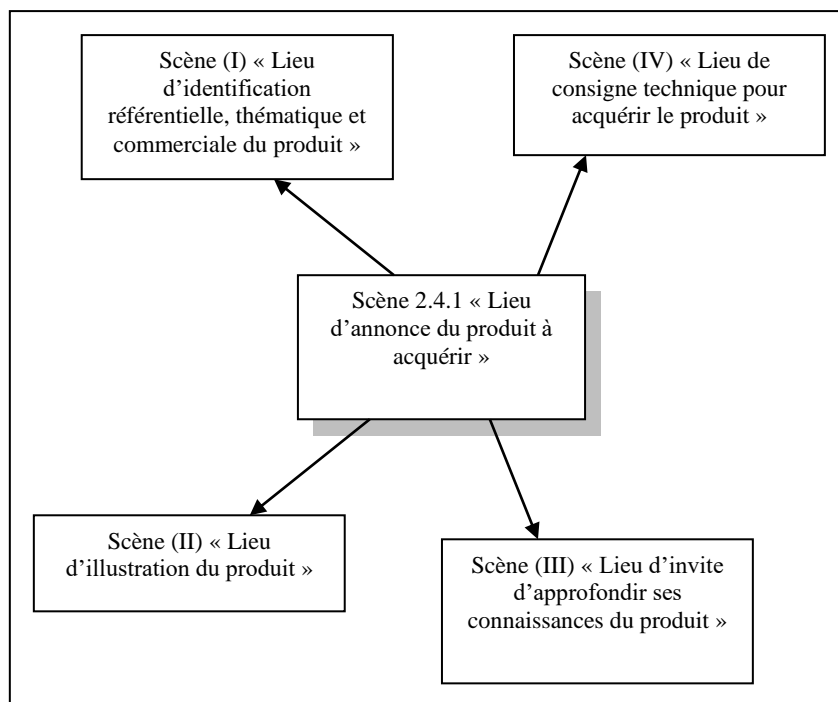 Scène (I) « Lieu
d’identification
référentielle, thématique et
commerciale du produit »
Scène (IV) « Lieu de
consigne technique pour
acquérir le produit »
Scène 2.4.1 « Lieu
d’annonce du produit à
acquérir »
Scène (II) « Lieu
d’illustration du produit »
Scène (III) « Lieu d’invite
d’approfondir ses
connaissances du produit »